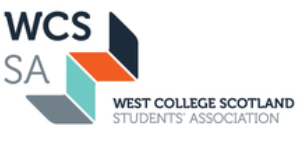 WCS
SA
WEST COLLEGE SCOTLAND
STUDENTS' ASSOCIATION